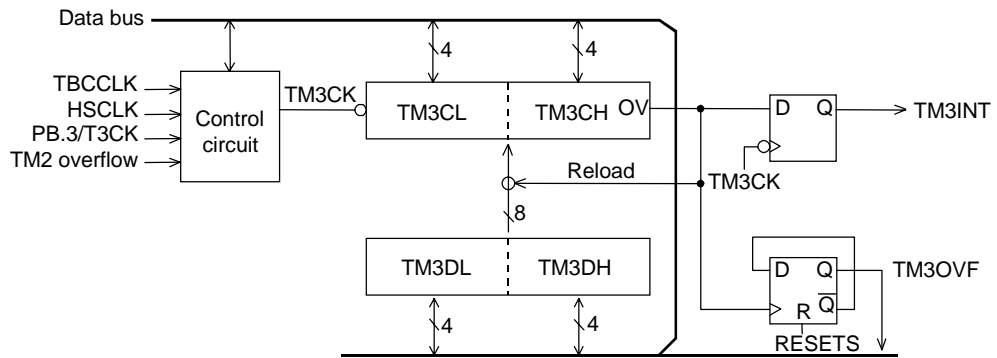 Data bus
4
4
TBCCLK
HSCLK
PB.3/T3CK
TM2 overflow
Control
circuit
TM3CK
TM3CL
TM3CH
OV
D
Q
TM3INT
TM3CK
Reload
8
TM3DL
TM3DH
D
Q
Q
R
TM3OVF
RESETS
4
4